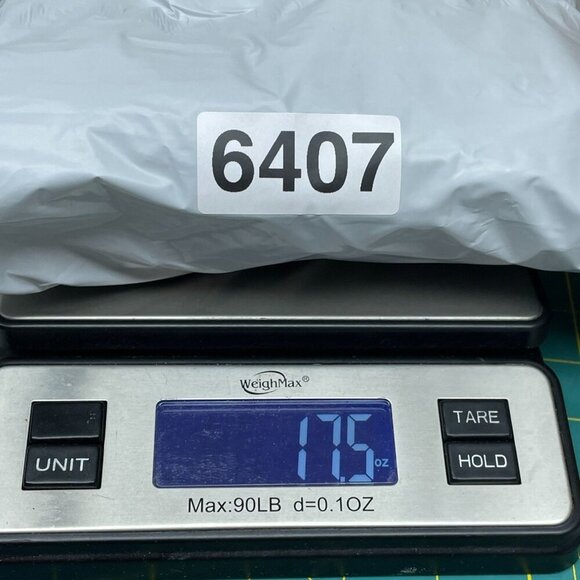 6407
WeighMax®
UNIT
17.5 oz
TARE
HOLD
Max:90LB d=0.1OZ